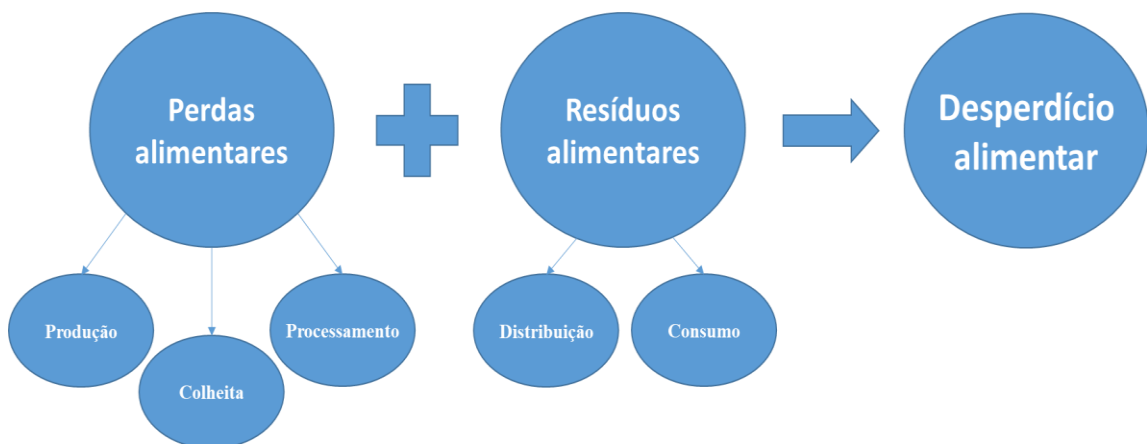 Perdas
alimentares
Resíduos
alimentares
Desperdício
alimentar
Produção
Colheita
Processamento
Distribuição
Consumo